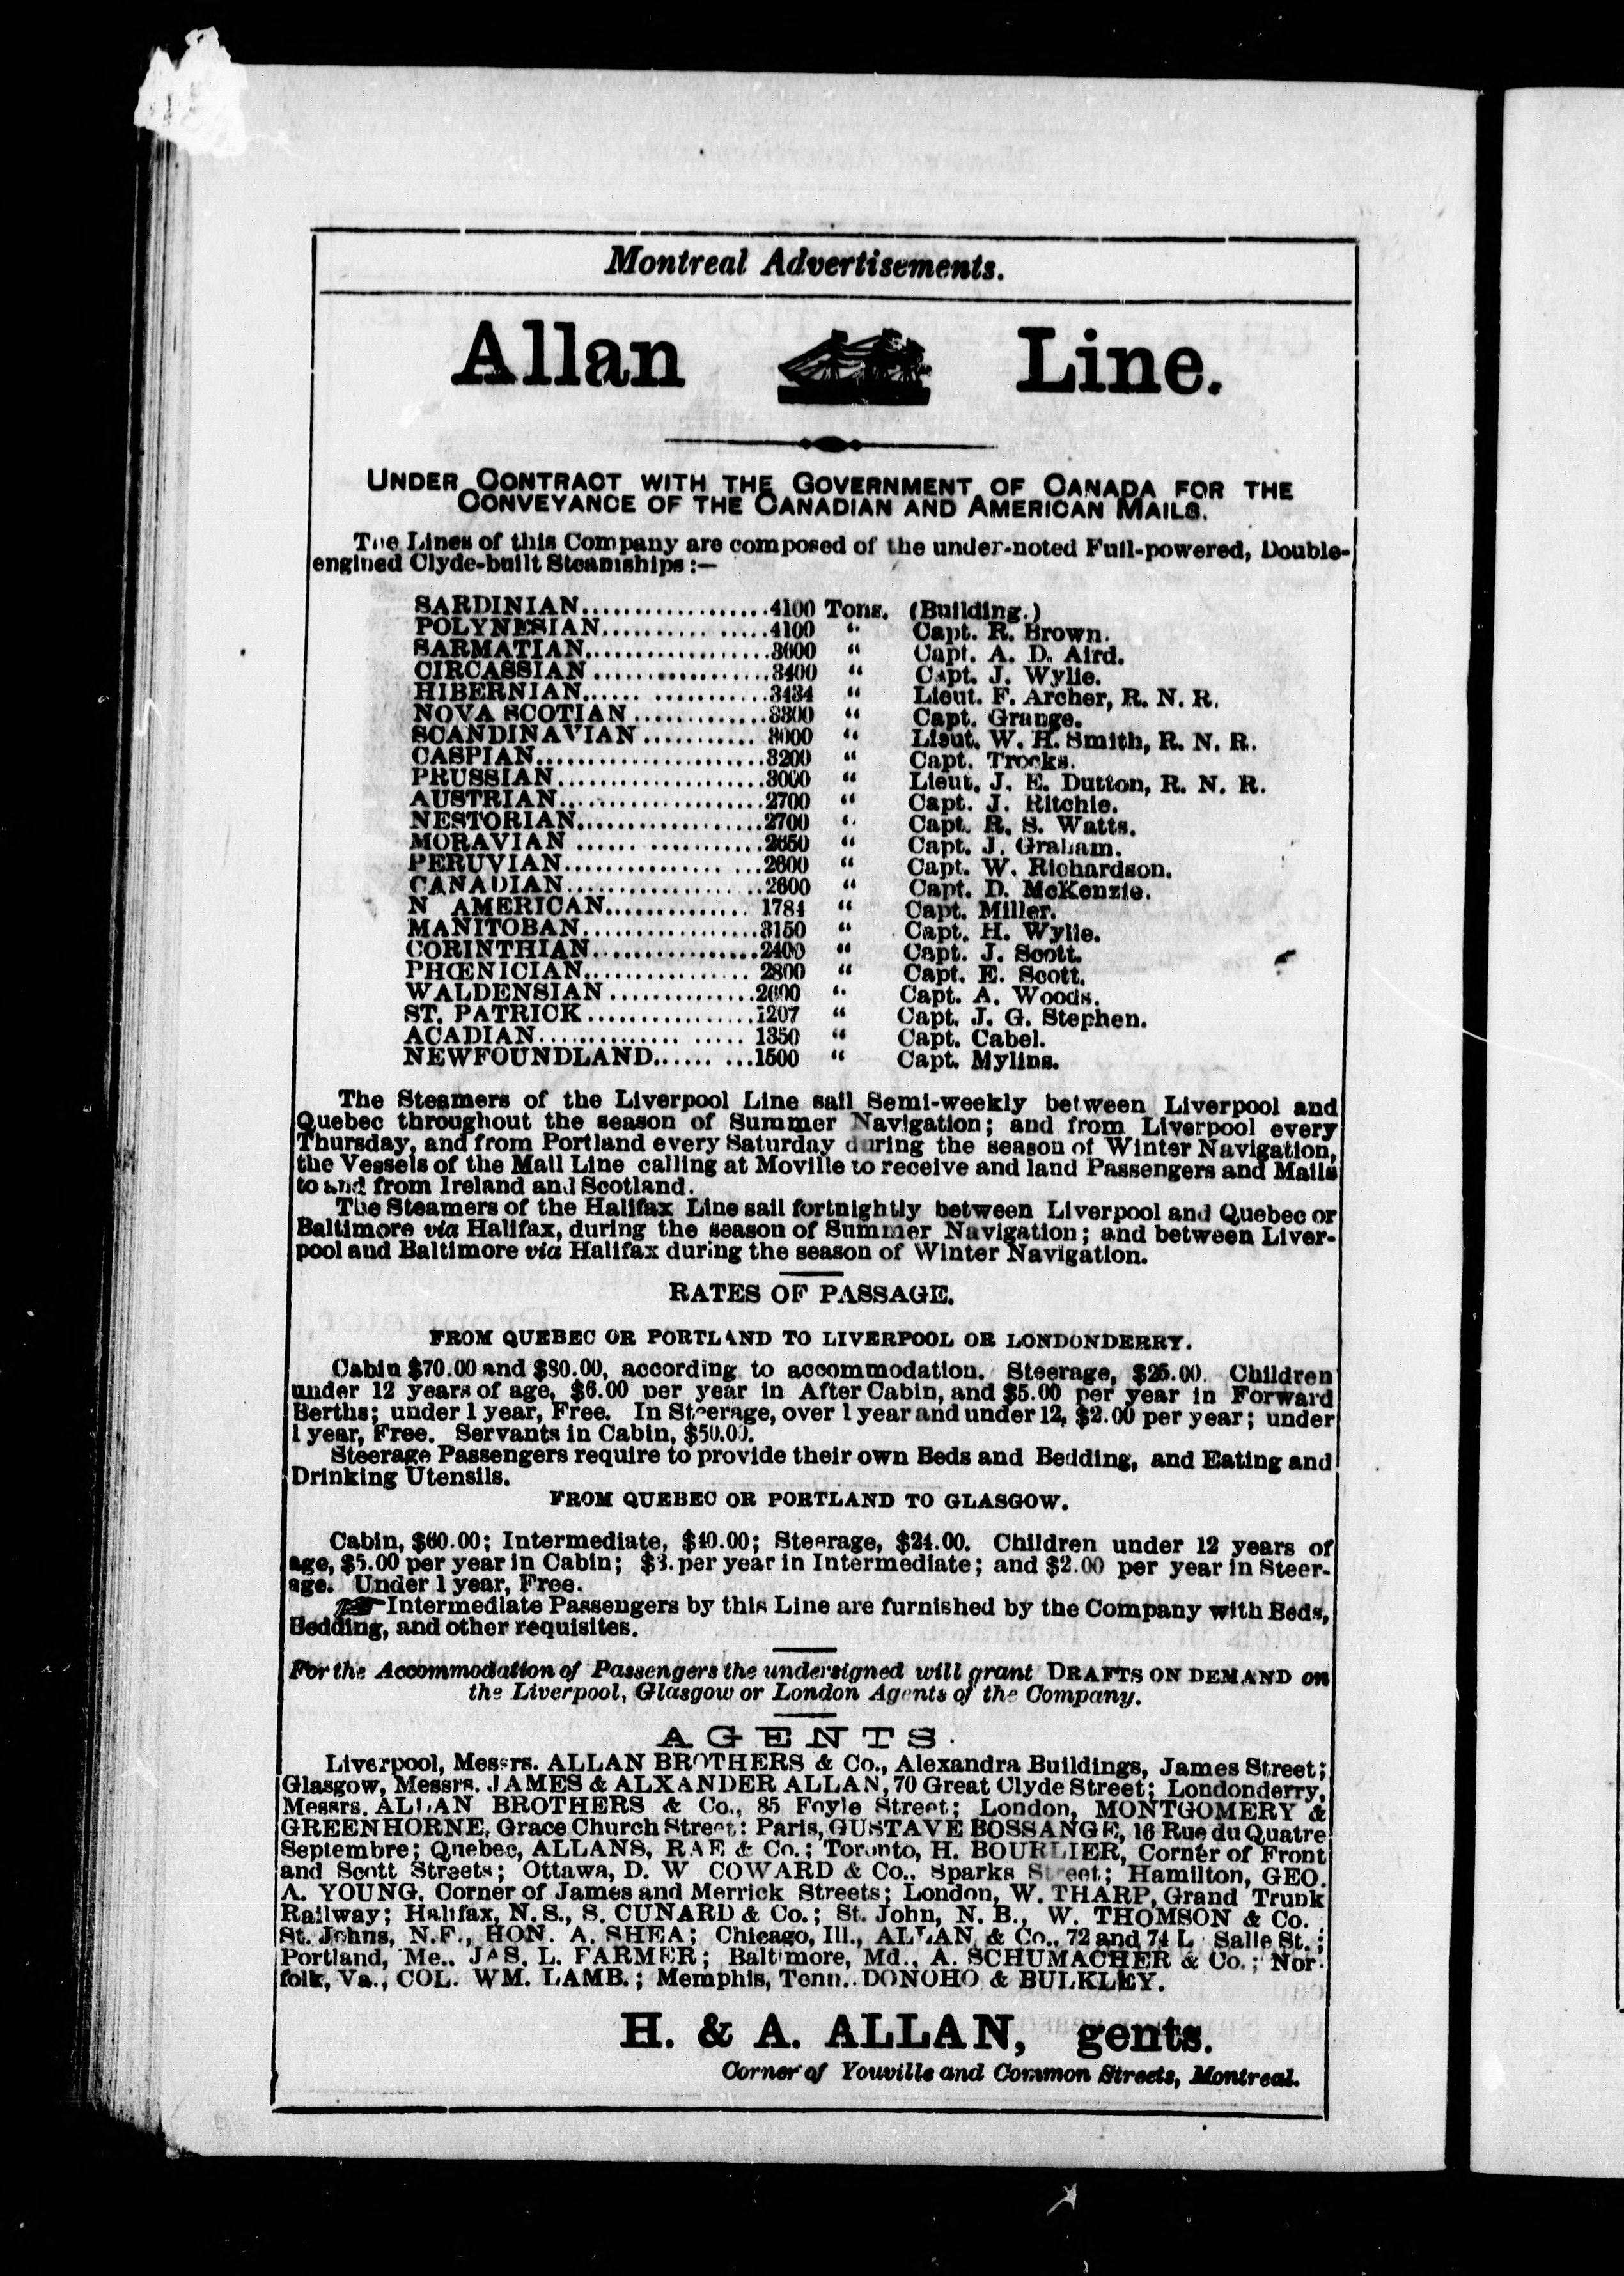 Montreal Advertisements.
Allan Line.
UNDER CONTRACT WITH THE GOVERNMENT OF CANADA FOR THE
CONVEYANCE OF THE CANADIAN AND AMERICAN MAILS.
The Lines of this Company are composed of the under-noted Full-powered, Double-
engined Clyde-built Steamships:—
SARDINIAN..................4100 Tons. (Building.)
POLYNESIAN................4100 “ Capt. R. Brown.
SARMATIAN..................3600 “ Capt. A. D. Aird.
CIRCASSIAN.................3400 “ Capt. J. Wylie.
HIBERNIAN.................3434 “ Lieut. F. Archer, R. N. R.
NOVA SCOTIAN.............3300 “ Capt. Grange.
SCANDINAVIAN...........3000 “ Lieut. W. H. Smith, R. N. R.
CASPIAN......................3200 “ Capt. Trocks.
PRUSSIAN....................3000 “ Lieut. J. E. Dutton, R. N. R.
AUSTRIAN....................2700 “ Capt. J. Ritchie.
NESTORIAN..................2700 “ Capt. R. S. Watts.
MORAVIAN..................2650 “ Capt. J. Graham.
PERUVIAN...................2600 “ Capt. W. Richardson.
CANADIAN..................2600 “ Capt. D. McKenzie.
N AMERICAN.............. 1784 “ Capt. Miller.
MANITOBAN.................3150 “ Capt. H. Wylie.
CORINTHIAN................2400 “ Capt. J. Scott.
PHŒNICIAN................ 2800 “ Capt. E. Scott.
WALDENSIAN..............2600 “ Capt. A. Woods.
ST. PATRICK................1207 “ Capt. J. G. Stephen.
ACADIAN.................... 1350 “ Capt. Cabel.
NEWFOUNDLAND.........1500 “ Capt. Mylins.
The Steamers of the Liverpool Line sail Semi-weekly between Liverpool and
Quebec throughout the season of Summer Navigation; and from Liverpool every
Thursday, and from Portland every Saturday during the season of Winter Navigation,
the Vessels of the Mail Line calling at Moville to receive and land Passengers and Mails
to and from Ireland and Scotland.
The Steamers of the Halifax Line sail fortnightly between Liverpool and Quebec or
Baltimore via Halifax, during the season of Summer Navigation; and between Liver-
pool and Baltimore via Halifax during the season of Winter Navigation.
RATES OF PASSAGE.
FROM QUEBEC OR PORTLAND TO LIVERPOOL OR LONDONDERRY.
Cabin $70.00 and $80.00, according to accommodation. Steerage, $25.00. Children
under 12 years of age, $6.00 per year in After Cabin, and $5.00 per year in Forward
Berths; under 1 year, Free. In Steerage, over 1 year and under 12, $2.00 per year; under
1 year, Free. Servants in Cabin, $50.00.
Steerage Passengers require to provide their own Beds and Bedding, and Eating and
Drinking Utensils.
FROM QUEBEC OR PORTLAND TO GLASGOW.
Cabin, $60.00; Intermediate, $40.00; Steerage, $24.00. Children under 12 years of
age, $5.00 per year in Cabin; $3. per year in Intermediate; and $2.00 per year in Steer-
age. Under 1 year, Free.
☞ Intermediate Passengers by this Line are furnished by the Company with Beds,
Bedding, and other requisites.
For the Accommodation of Passengers the undersigned will grant DRAFTS ON DEMAND on
the Liverpool, Glasgow or London Agents of the Company.
AGENTS.
Liverpool, Messrs. ALLAN BROTHERS & Co., Alexandra Buildings, James Street;
Glasgow, Messrs. JAMES & ALXANDER ALLAN, 70 Great Clyde Street; Londonderry,
Messrs. ALLAN BROTHERS & Co., 85 Foyle Street; London, MONTGOMERY &
GREENHORNE, Grace Church Street; Paris, GUSTAVE BOSSANGE, 16 Rue du Quatre
Septembre; Quebec, ALLANS, RAE & Co.; Toronto, H. BOURLIER, Corner of Front
and Scott Streets; Ottawa, D. W COWARD & Co., Sparks Street; Hamilton, GEO.
A. YOUNG, Corner of James and Merrick Streets; London, W. THARP, Grand Trunk
Railway; Halifax, N. S., S. CUNARD & Co.; St. John, N. B., W. THOMSON & Co.;
St. Johns, N.F., HON. A. SHEA; Chicago, Ill., ALLAN & Co., 72 and 74 L Salle St.;
Portland, Me., JAS. L. FARMER; Baltimore, Md., A. SCHUMACHER & Co.; Nor-
folk, Va., COL. WM. LAMB.; Memphis, Tenn., DONOHO & BULKLEY.
H. & A. ALLAN, gents.
Corner of Youville and Common Streets, Montreal.